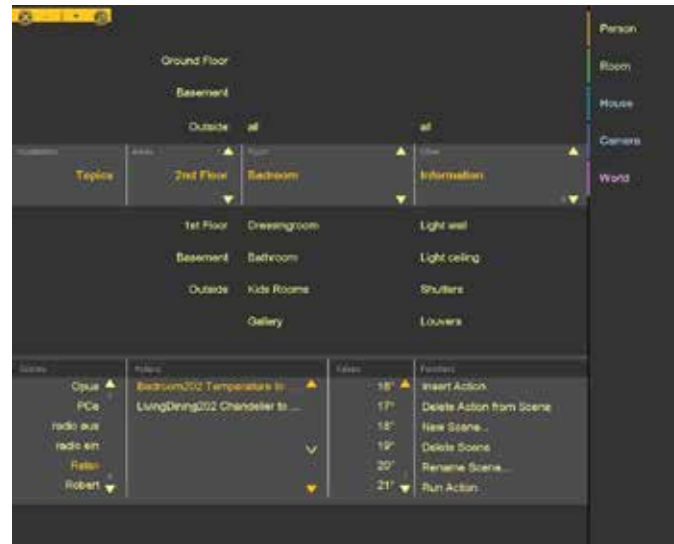 Person
Ground Floor
Room
Basement
House
Outside all all
Camera
Topics 2nd Floor Bedroom Information
World
1st Floor Dressingroom Light wall
Basement Bathroom Light ceiling
Outside Kids Rooms Shutters
Gallery Louvers
Opus Bedroom202 Temperature to ... 16° Insert Action
PCs LivingDining202 Chandelier to ... 17° Delete Action from Scene
radio aus 18° New Scene...
radio ein 19° Delete Scene
Relax 20° Rename Scene...
Robert 21° Run Action